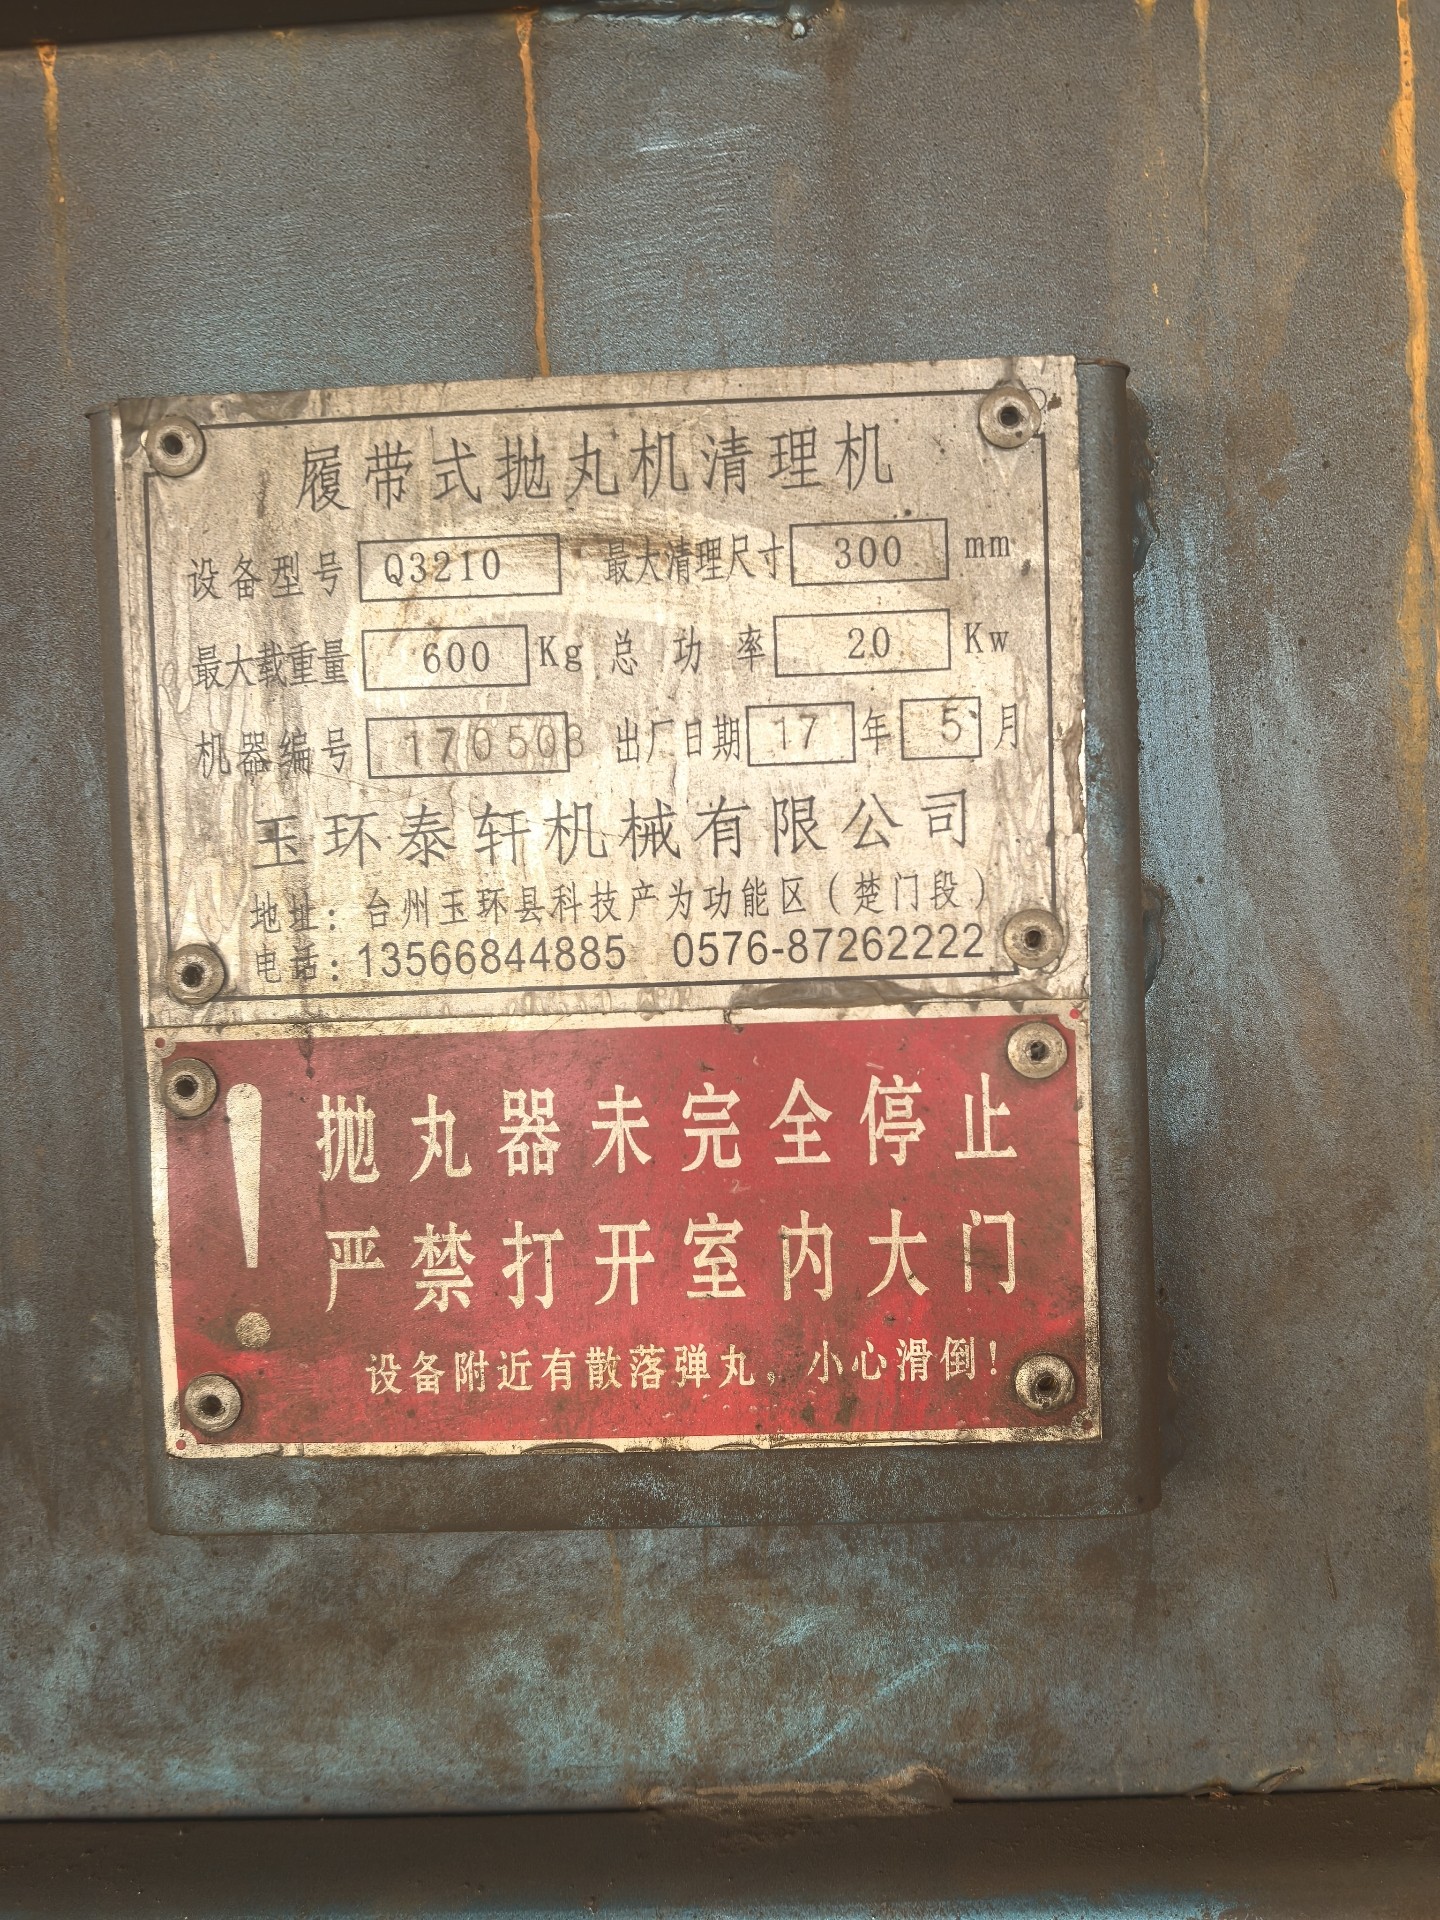 履带式抛丸机清理机
设备型号 Q3210 最大清理尺寸 300 mm
最大载重量 600 Kg 总功率 20 Kw
机器编号 170508 出厂日期 17 年 5 月
玉环泰轩机械有限公司
地址：台州玉环县科技产为功能区（楚门段）
电话：13566844885 0576-87262222
! 抛丸器未完全停止
严禁打开室内大门
设备附近有散落弹丸，小心滑倒！